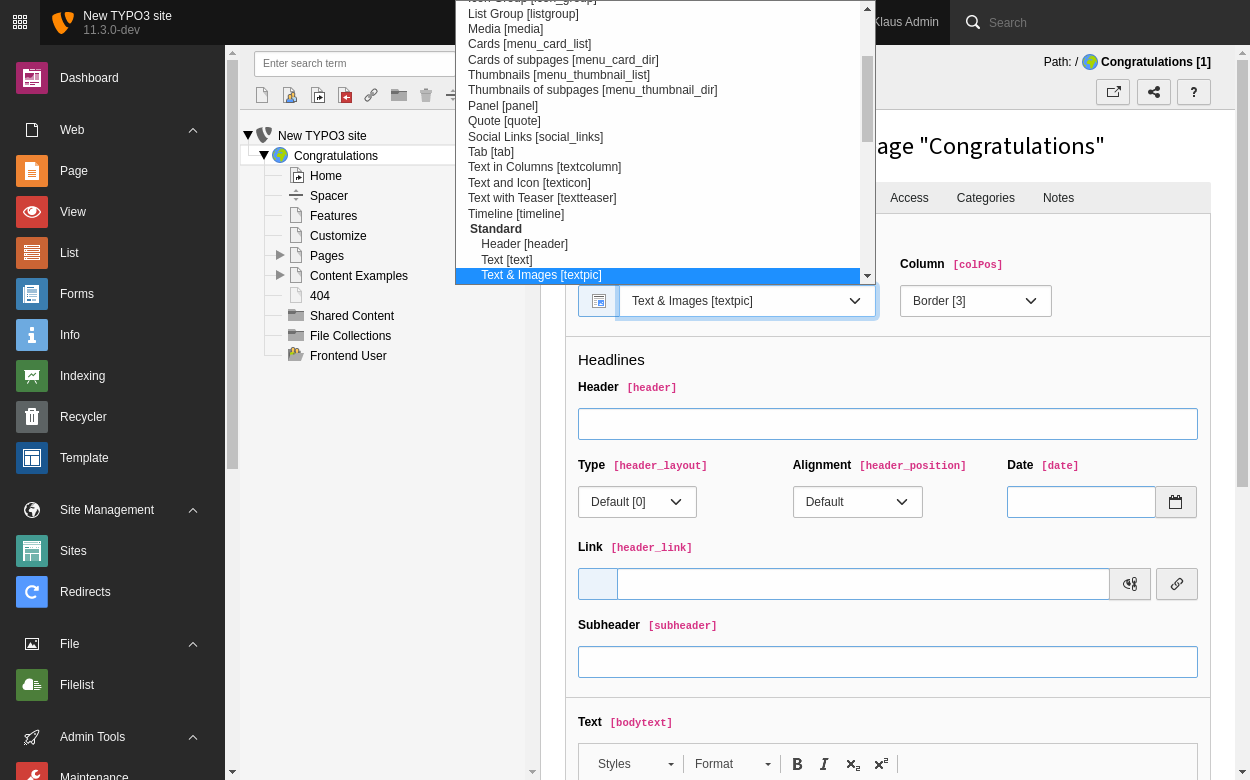 New TYPO3 site
11.3.0-dev
Klaus Admin
Search
Dashboard
Web
Page
View
List
Forms
Info
Indexing
Recycler
Template
Site Management
Sites
Redirects
File
Filelist
Admin Tools
Maintenance
Enter search term
New TYPO3 site
Congratulations
Home
Spacer
Features
Customize
Pages
Content Examples
404
Shared Content
File Collections
Frontend User
Icon Group [icon_group]
List Group [listgroup]
Media [media]
Cards [menu_card_list]
Cards of subpages [menu_card_dir]
Thumbnails [menu_thumbnail_list]
Thumbnails of subpages [menu_thumbnail_dir]
Panel [panel]
Quote [quote]
Social Links [social_links]
Tab [tab]
Text in Columns [textcolumn]
Text and Icon [texticon]
Text with Teaser [textteaser]
Timeline [timeline]
Standard
Header [header]
Text [text]
Text & Images [textpic]
Path: / Congratulations [1]
?
age "Congratulations"
Access Categories Notes
Column [colPos]
Text & Images [textpic]
Border [3]
Headlines
Header [header]
Type [header_layout]
Alignment [header_position]
Date [date]
Default [0]
Default
Link [header_link]
Subheader [subheader]
Text [bodytext]
Styles Format B I x₂ x²